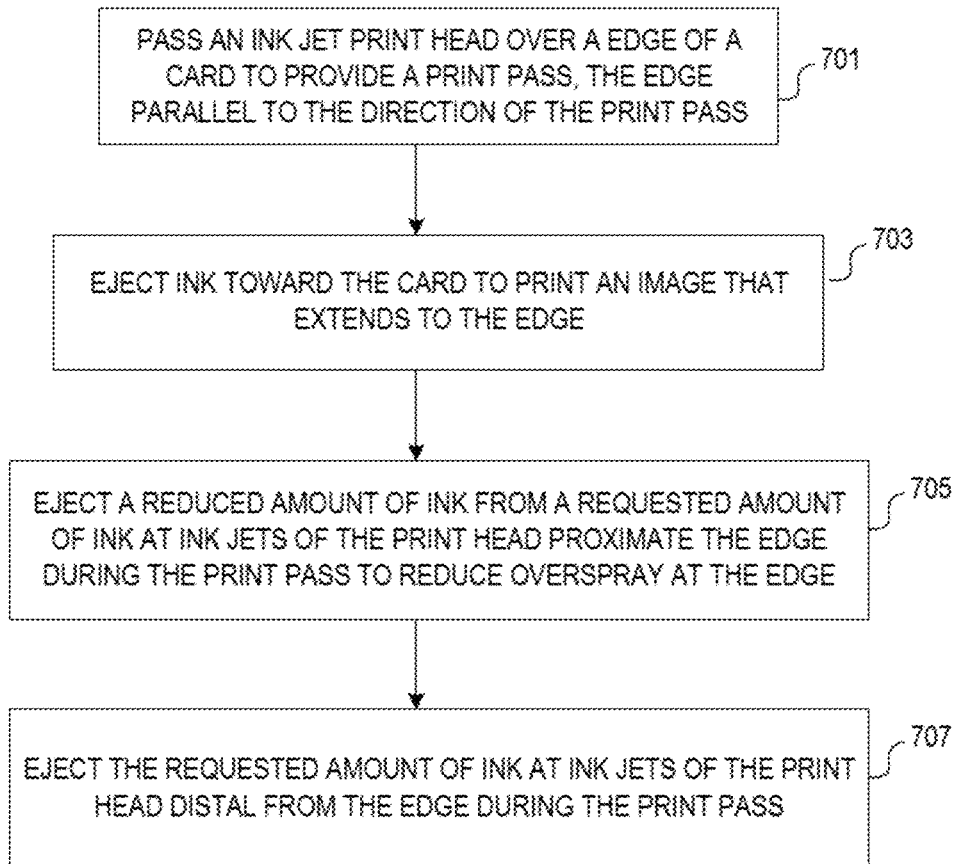 PASS AN INK JET PRINT HEAD OVER A EDGE OF A
CARD TO PROVIDE A PRINT PASS, THE EDGE
PARALLEL TO THE DIRECTION OF THE PRINT PASS
701
703
EJECT INK TOWARD THE CARD TO PRINT AN IMAGE THAT
EXTENDS TO THE EDGE
705
EJECT A REDUCED AMOUNT OF INK FROM A REQUESTED AMOUNT
OF INK AT INK JETS OF THE PRINT HEAD PROXIMATE THE EDGE
DURING THE PRINT PASS TO REDUCE OVERSPRAY AT THE EDGE
707
EJECT THE REQUESTED AMOUNT OF INK AT INK JETS OF THE PRINT
HEAD DISTAL FROM THE EDGE DURING THE PRINT PASS